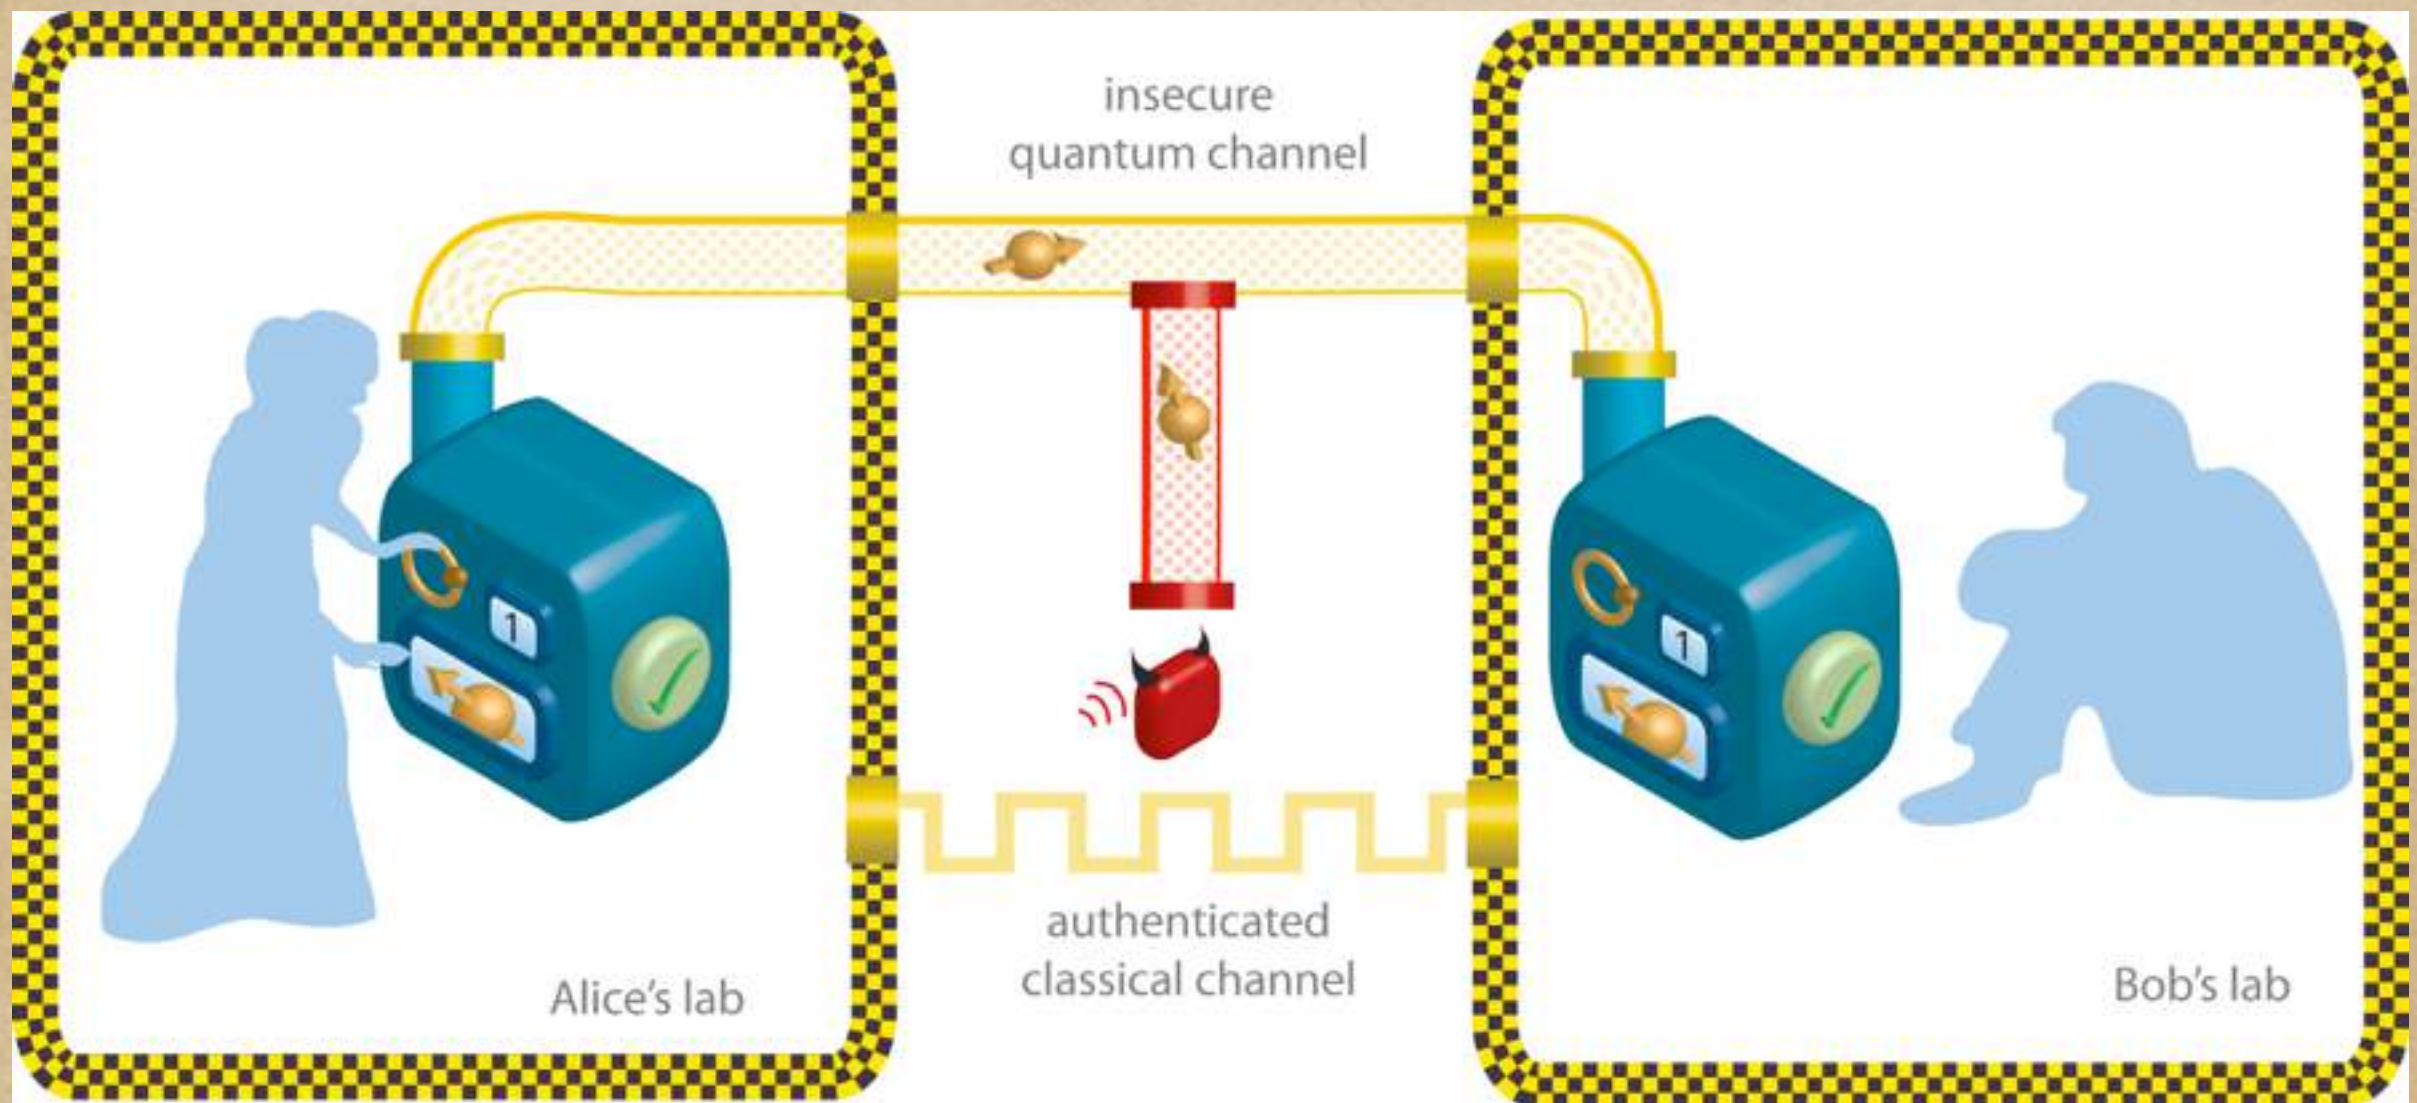 insecure
quantum channel
1
1
authenticated
classical channel
Alice's lab
Bob's lab